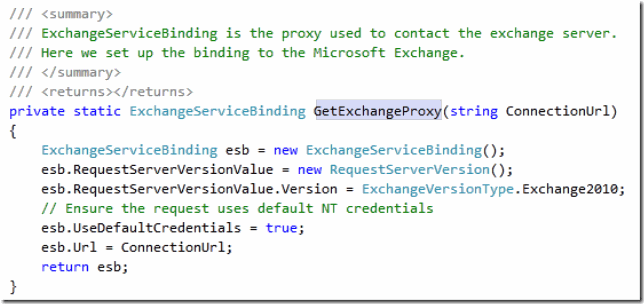 /// <summary>
/// ExchangeServiceBinding is the proxy used to contact the exchange server.
/// Here we set up the binding to the Microsoft Exchange.
/// </summary>
/// <returns></returns>
private static ExchangeServiceBinding GetExchangeProxy(string ConnectionUrl)
{
    ExchangeServiceBinding esb = new ExchangeServiceBinding();
    esb.RequestServerVersionValue = new RequestServerVersion();
    esb.RequestServerVersionValue.Version = ExchangeVersionType.Exchange2010;
    // Ensure the request uses default NT credentials
    esb.UseDefaultCredentials = true;
    esb.Url = ConnectionUrl;
    return esb;
}